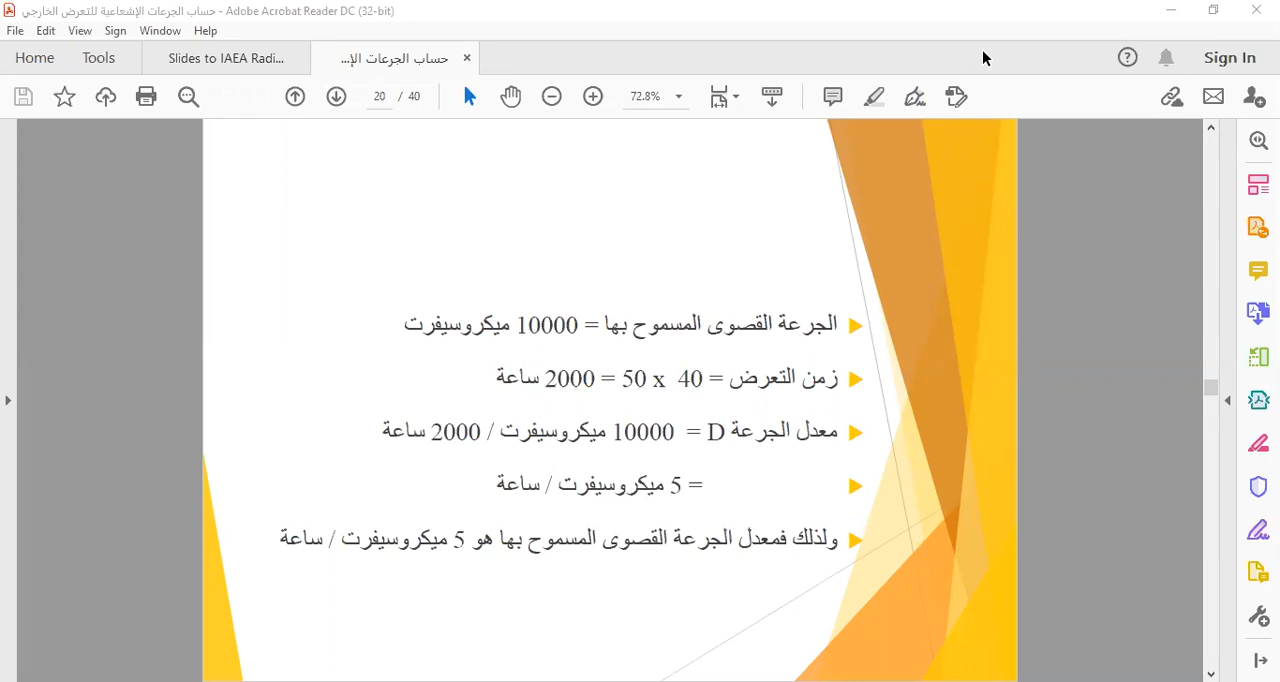 حساب الجرعات الإشعاعية للتعرض الخارجي - Adobe Acrobat Reader DC (32-bit)
File Edit View Sign Window Help
Home Tools Slides to IAEA Radi... حساب الجرعات الإ... × Sign In
20 / 40 72.8%
الجرعة القصوى المسموح بها = 10000 ميكروسيفرت
زمن التعرض = 40 x 50 = 2000 ساعة
معدل الجرعة D = 10000 ميكروسيفرت / 2000 ساعة
= 5 ميكروسيفرت / ساعة
ولذلك فمعدل الجرعة القصوى المسموح بها هو 5 ميكروسيفرت / ساعة